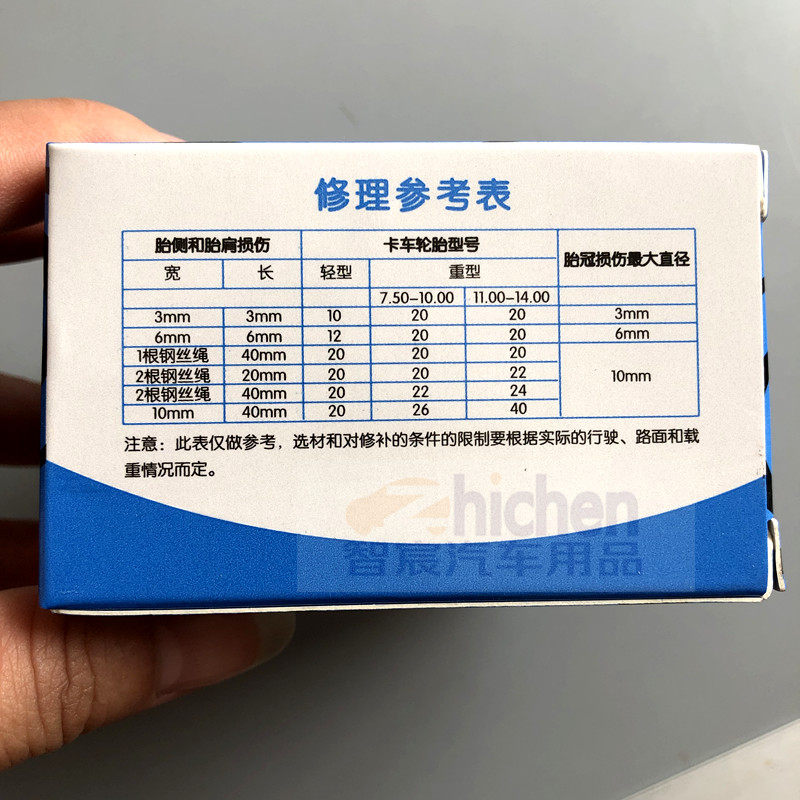 修理参考表
胎侧和胎肩损伤 卡车轮胎型号 胎冠损伤最大直径
宽 长 轻型 重型
7.50-10.00 11.00-14.00
3mm 3mm 10 20 20 3mm
6mm 6mm 12 20 20 6mm
1根钢丝绳 40mm 20 20 20
2根钢丝绳 20mm 20 20 22 10mm
2根钢丝绳 40mm 20 22 24
10mm 40mm 20 26 40
注意：此表仅做参考，选材和对修补的条件的限制要根据实际的行驶、路面和载
重情况而定。
Zhichen
智宸汽车用品